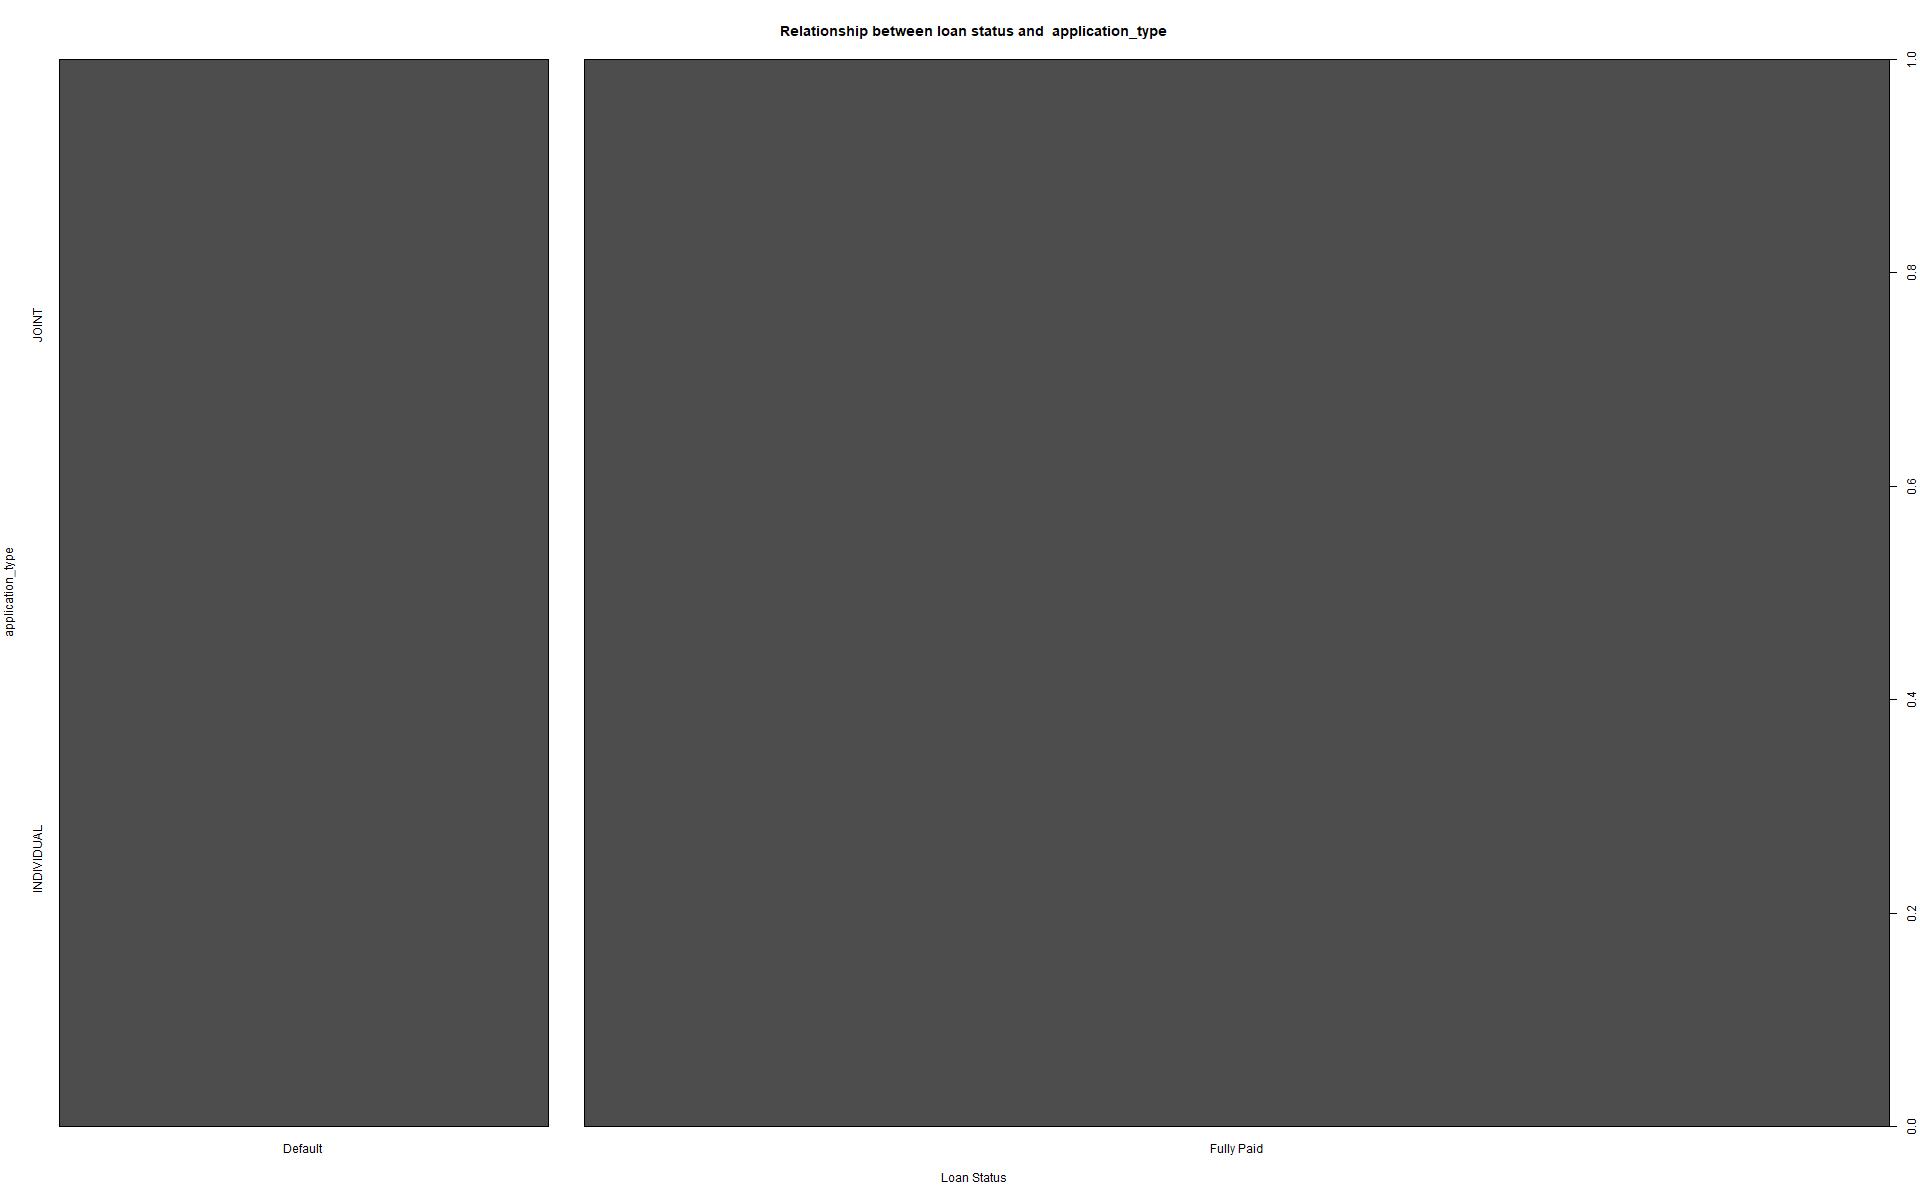 Relationship between loan status and  application_type
JOINT
INDIVIDUAL
application_type
1.0
0.8
0.6
0.4
0.2
0.0
Default
Fully Paid
Loan Status